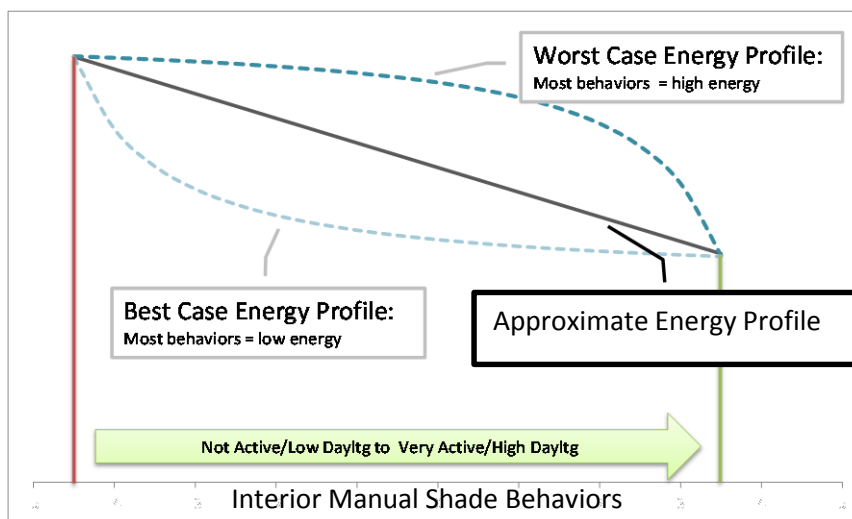 Worst Case Energy Profile:
Most behaviors = high energy
Best Case Energy Profile:
Most behaviors = low energy
Approximate Energy Profile
Not Active/Low Dayltg to Very Active/High Dayltg
Interior Manual Shade Behaviors